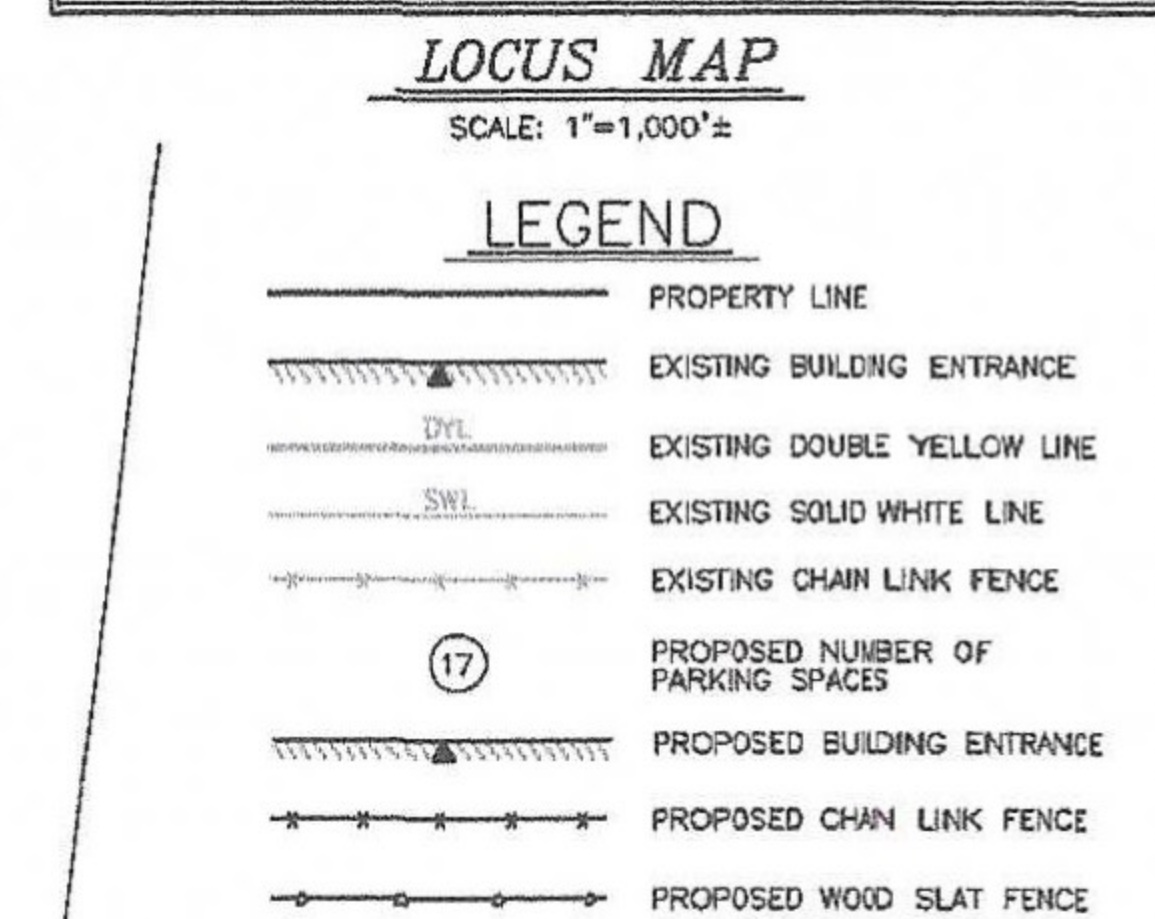 LOCUS MAP
SCALE: 1"=1,000'±
LEGEND
PROPERTY LINE
EXISTING BUILDING ENTRANCE
DYL
EXISTING DOUBLE YELLOW LINE
SWL
EXISTING SOLID WHITE LINE
EXISTING CHAIN LINK FENCE
17
PROPOSED NUMBER OF
PARKING SPACES
PROPOSED BUILDING ENTRANCE
PROPOSED CHAIN LINK FENCE
PROPOSED WOOD SLAT FENCE